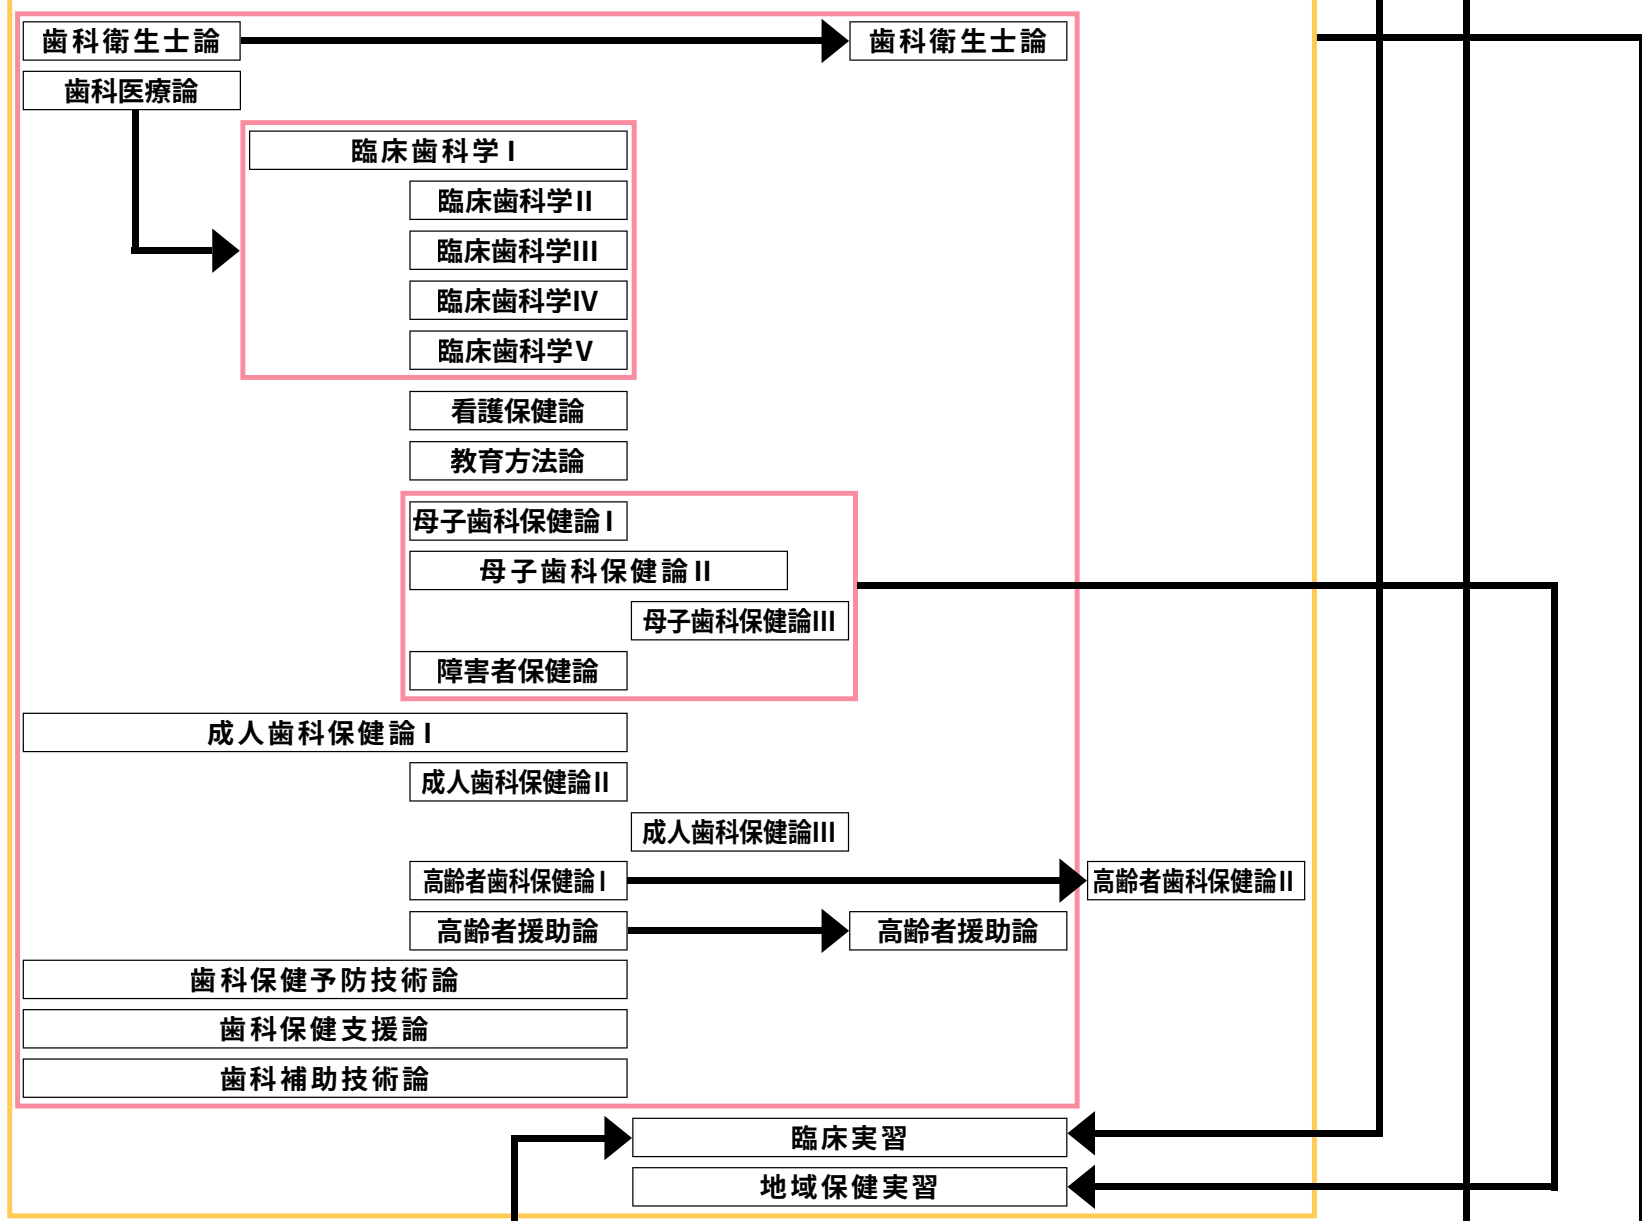 歯科衛生士論
歯科衛生士論
歯科医療論
臨床歯科学 I
臨床歯科学II
臨床歯科学III
臨床歯科学IV
臨床歯科学V
看護保健論
教育方法論
母子歯科保健論 I
母子歯科保健論 II
母子歯科保健論III
障害者保健論
成人歯科保健論 I
成人歯科保健論II
成人歯科保健論III
高齢者歯科保健論 I
高齢者歯科保健論II
高齢者援助論
高齢者援助論
歯科保健予防技術論
歯科保健支援論
歯科補助技術論
臨床実習
地域保健実習